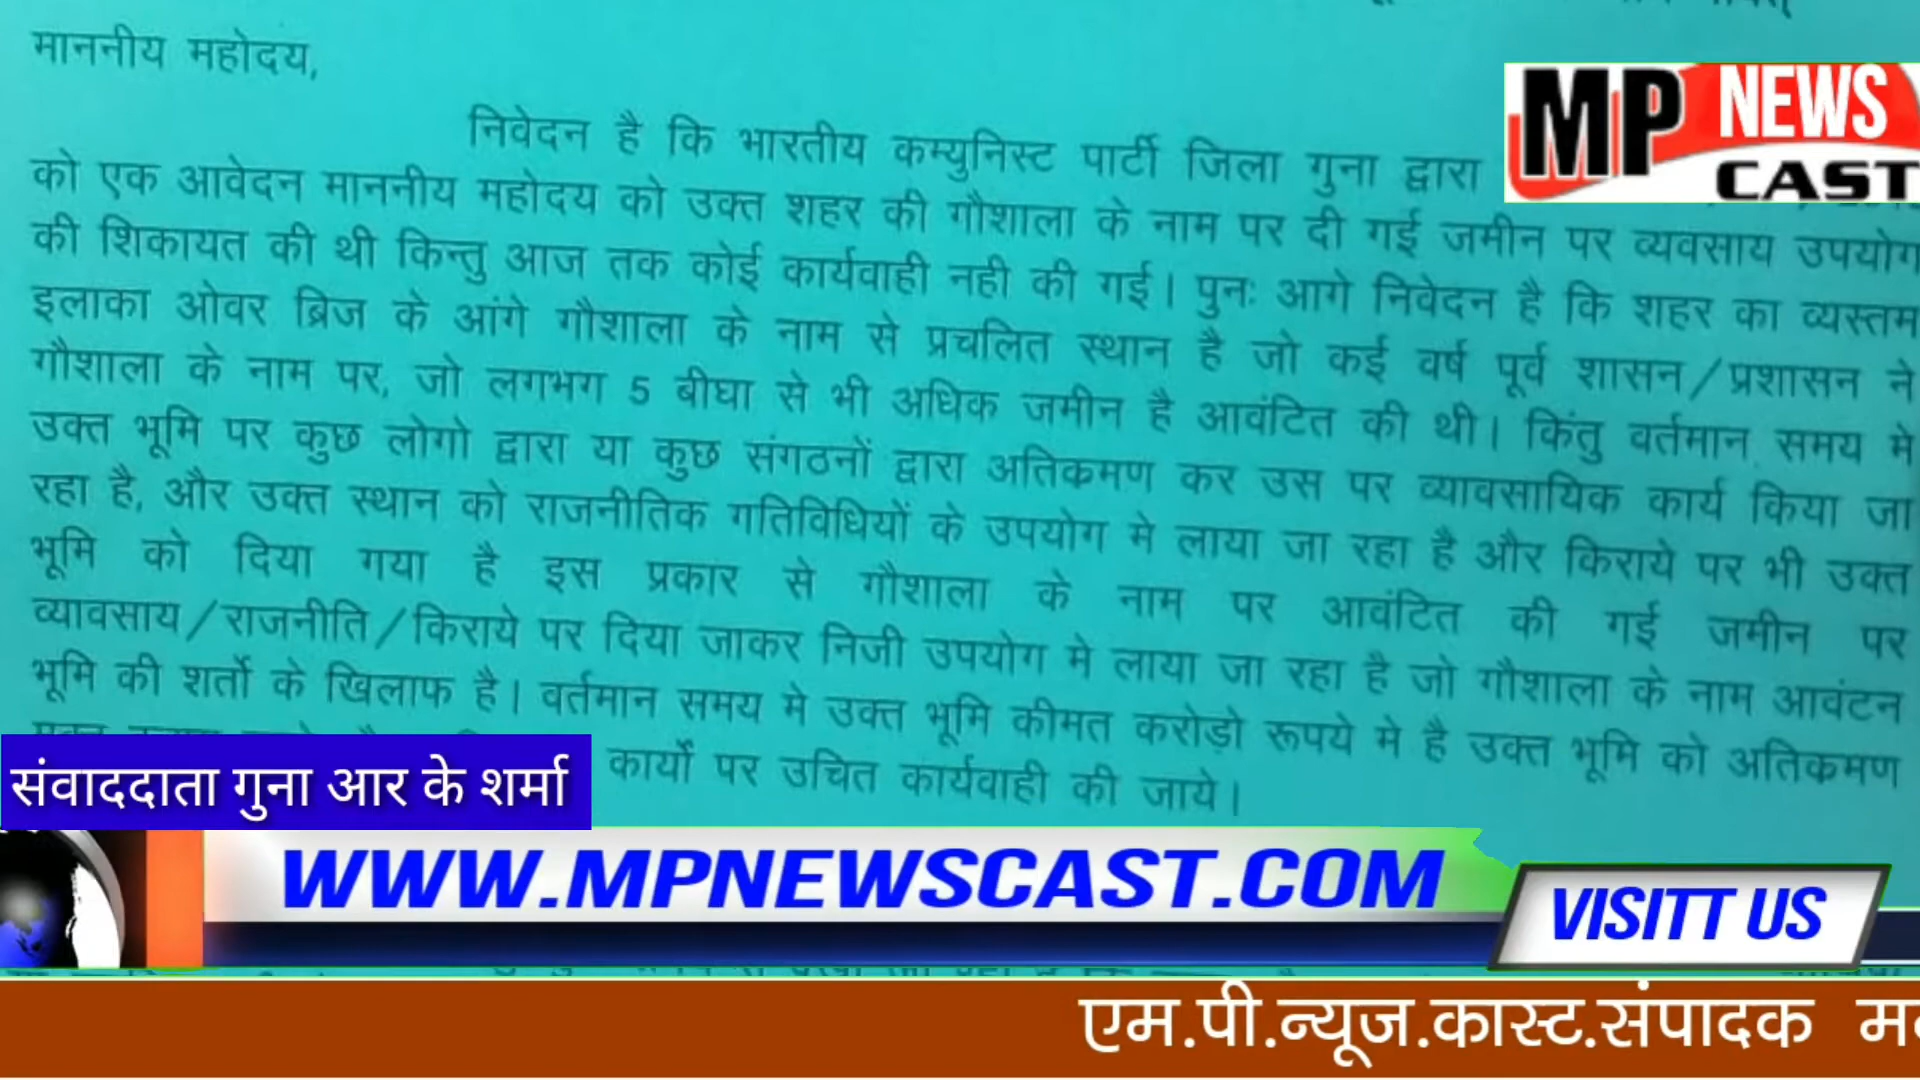 माननीय महोदय,
MP NEWS
CAST
निवेदन है कि भारतीय कम्युनिस्ट पार्टी जिला गुना द्वारा
को एक आवेदन माननीय महोदय को उक्त शहर की गौशाला के नाम पर दी गई जमीन पर व्यवसाय उपयोग
की शिकायत की थी किन्तु आज तक कोई कार्यवाही नही की गई। पुनः आगे निवेदन है कि शहर का व्यस्तम
इलाका ओवर ब्रिज के आंगे गौशाला के नाम से प्रचलित स्थान है जो कई वर्ष पूर्व शासन/प्रशासन ने
गौशाला के नाम पर, जो लगभग 5 बीघा से भी अधिक जमीन है आवंटित की थी। किंतु वर्तमान समय मे
उक्त भूमि पर कुछ लोगो द्वारा या कुछ संगठनों द्वारा अतिकमण कर उस पर व्यावसायिक कार्य किया जा
रहा है, और उक्त स्थान को राजनीतिक गतिविधियों के उपयोग मे लाया जा रहा है और किराये पर भी उक्त
भूमि को दिया गया है इस प्रकार से गौशाला के नाम पर आवंटित की गई जमीन पर
व्यावसाय/राजनीति/किराये पर दिया जाकर निजी उपयोग मे लाया जा रहा है जो गौशाला के नाम आवंटन
भूमि की शर्तो के खिलाफ है। वर्तमान समय मे उक्त भूमि कीमत करोड़ो रूपये मे है उक्त भूमि को अतिकमण
कार्यो पर उचित कार्यवाही की जाये।
संवाददाता गुना आर के शर्मा
WWW.MPNEWSCAST.COM
VISITT US
एम.पी.न्यूज.कास्ट.संपादक